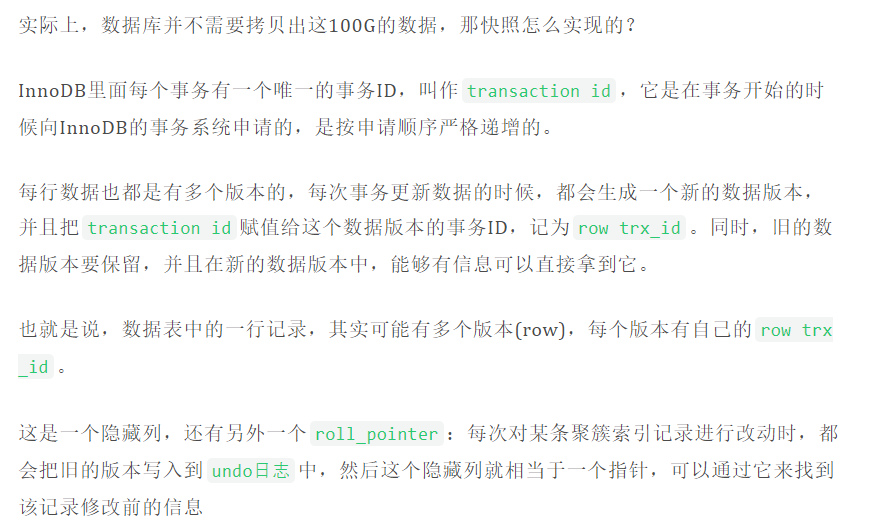 实际上，数据库并不需要拷贝出这100G的数据，那快照怎么实现的？
InnoDB里面每个事务有一个唯一的事务ID，叫作 transaction id ，它是在事务开始的时
候向InnoDB的事务系统申请的，是按申请顺序严格递增的。
每行数据也都是有多个版本的，每次事务更新数据的时候，都会生成一个新的数据版本，
并且把 transaction id 赋值给这个数据版本的事务ID，记为 row trx_id 。同时，旧的数
据版本要保留，并且在新的数据版本中，能够有信息可以直接拿到它。
也就是说，数据表中的一行记录，其实可能有多个版本(row)，每个版本有自己的 row trx
_id 。
这是一个隐藏列，还有另外一个 roll_pointer ：每次对某条聚簇索引记录进行改动时，都
会把旧的版本写入到 undo日志 中，然后这个隐藏列就相当于一个指针，可以通过它来找到
该记录修改前的信息